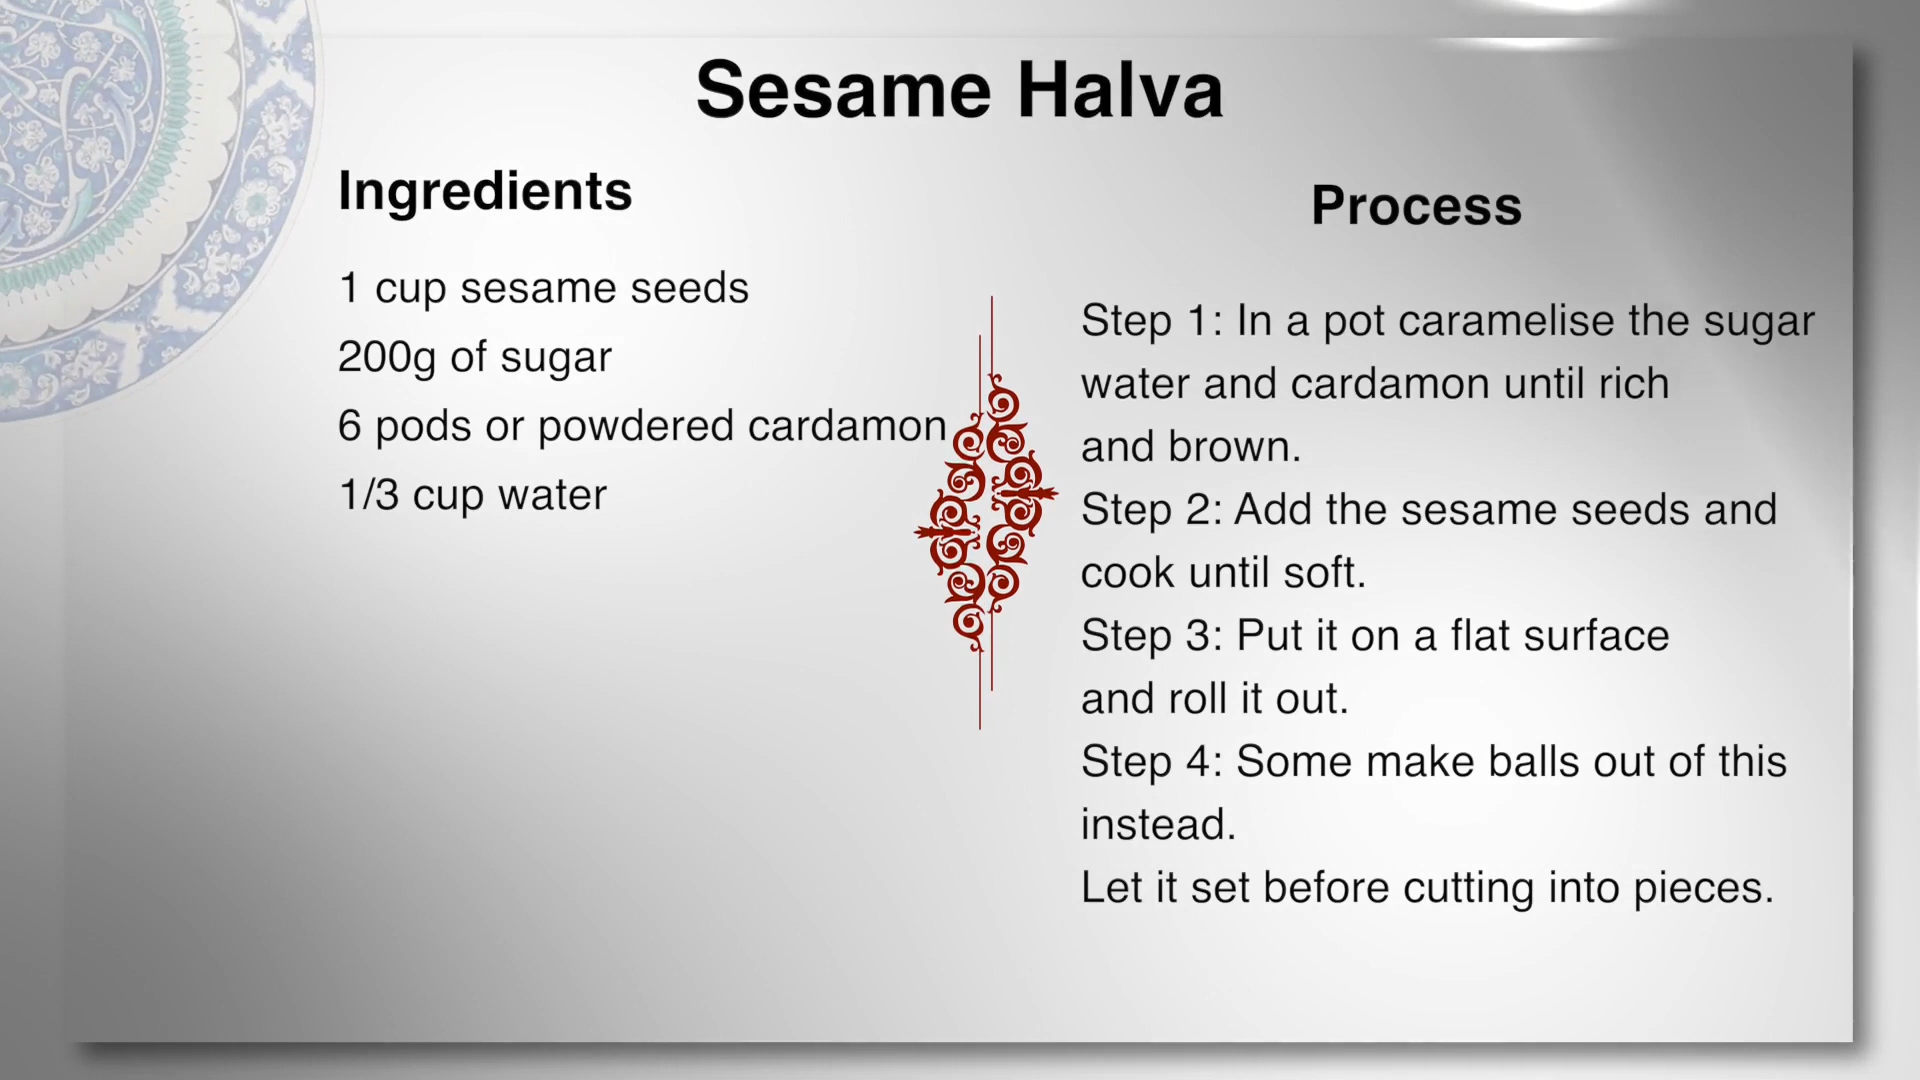 Sesame Halva
Ingredients
1 cup sesame seeds
200g of sugar
6 pods or powdered cardamon
1/3 cup water
Process
Step 1: In a pot caramelise the sugar
water and cardamon until rich
and brown.
Step 2: Add the sesame seeds and
cook until soft.
Step 3: Put it on a flat surface
and roll it out.
Step 4: Some make balls out of this
instead.
Let it set before cutting into pieces.